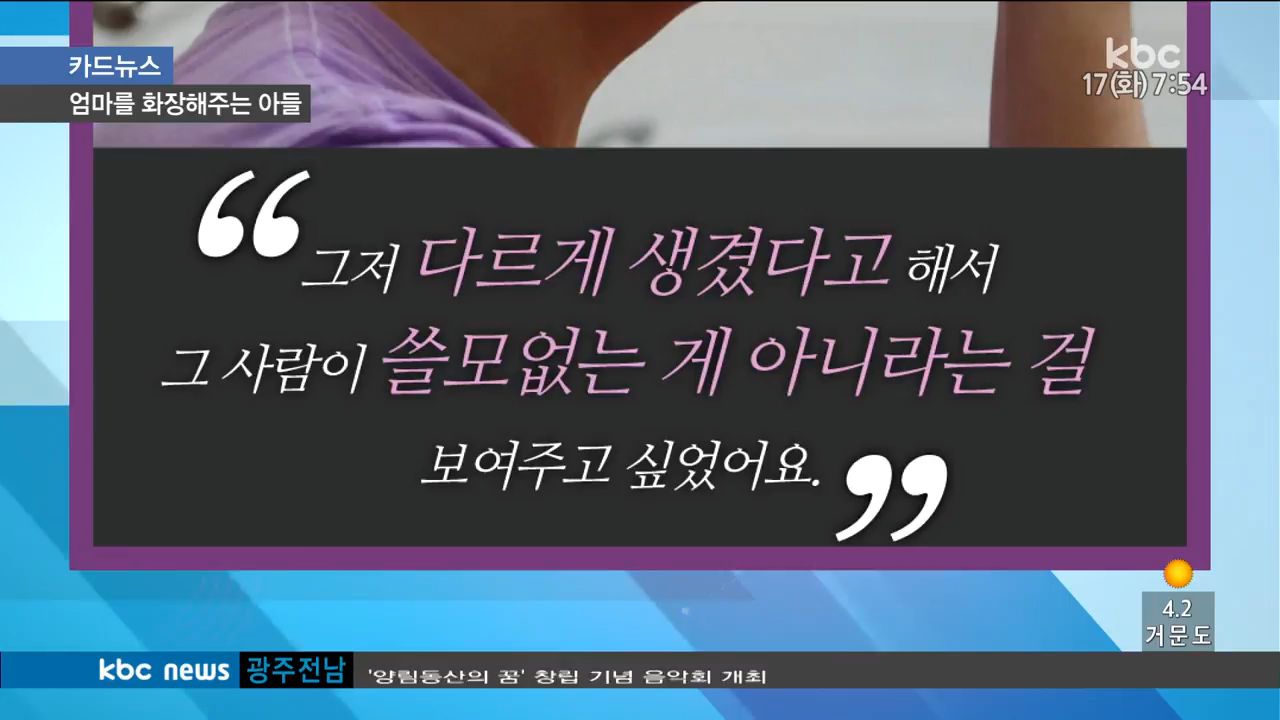 카드뉴스
엄마를 화장해주는 아들
kbc
17(화) 7:54
“그저 다르게 생겼다고 해서
그 사람이 쓸모없는 게 아니라는 걸
보여주고 싶었어요.”
4.2
거문도
kbc news 광주전남 '양림동산의 꿈' 창립 기념 음악회 개최